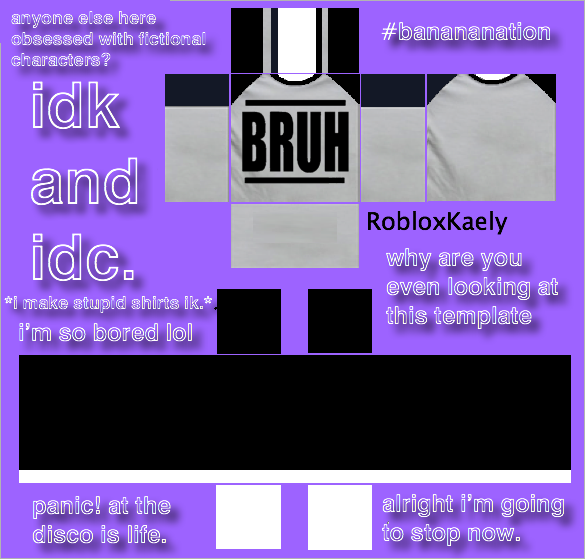 anyone else here
obsessed with fictional
characters?
#banananation
idk
and
idc.
BRUH
RobloxKaely
why are you
even looking at
this template
*i make stupid shirts ik.*
i'm so bored lol
panic! at the
disco is life.
alright i'm going
to stop now.